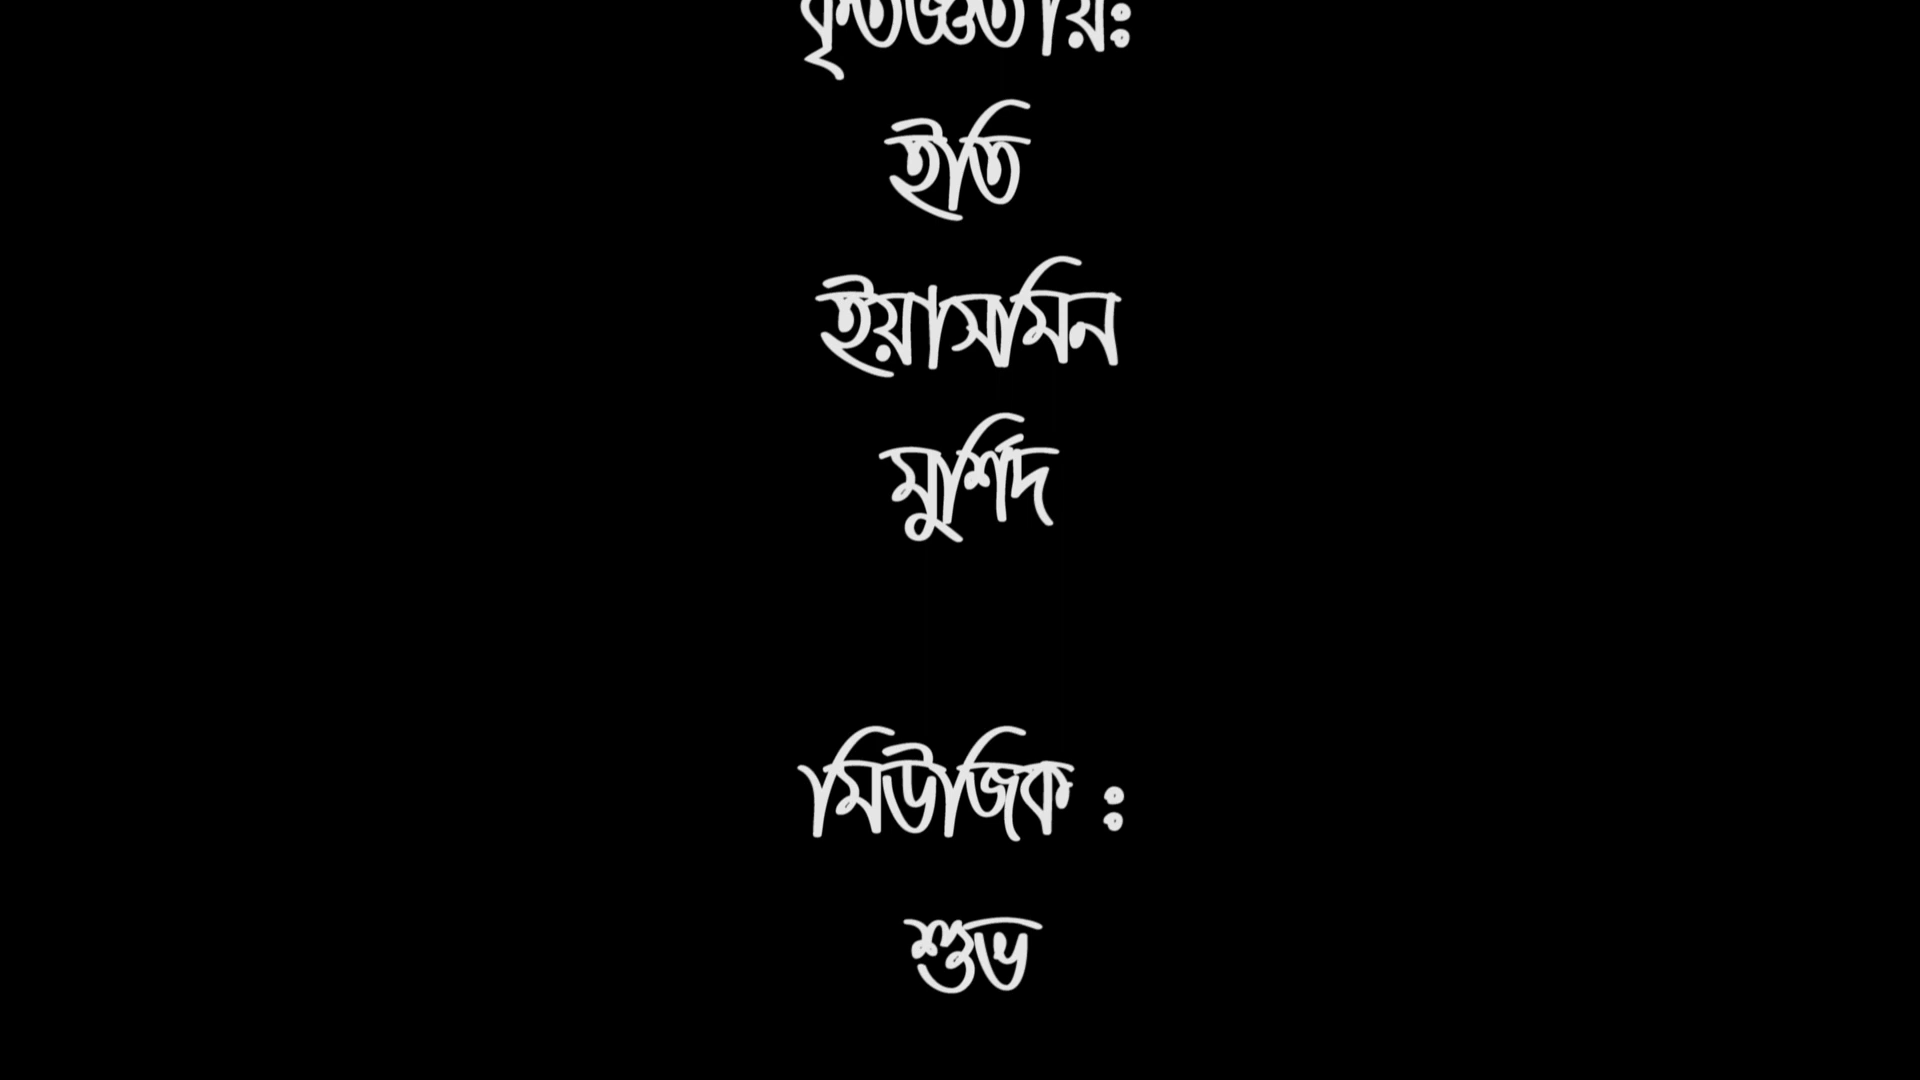 কৃতজ্ঞতায়ঃ
ইতি
ইয়াসমিন
মুর্শিদ
মিউজিক :
শুভ